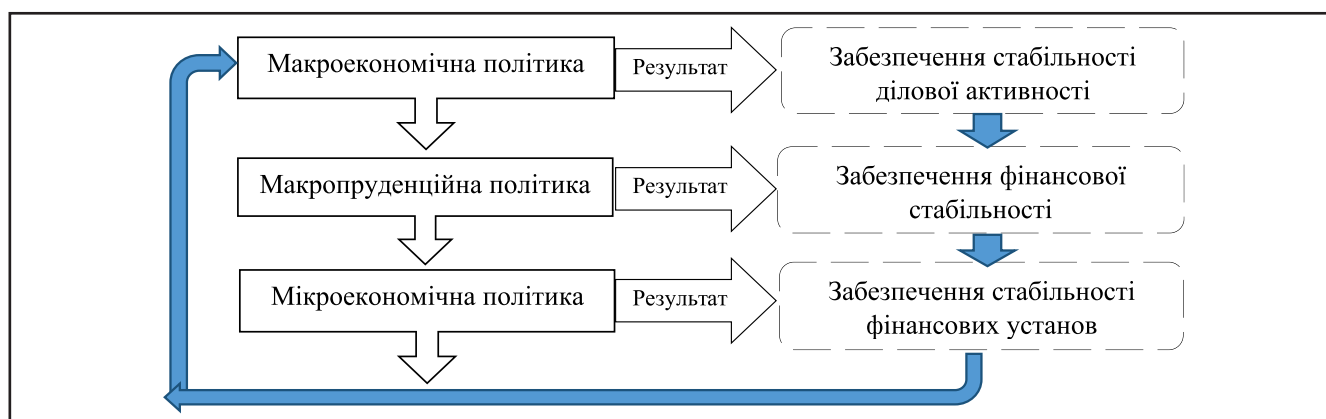 Макроекономічна політика
Результат
Забезпечення стабільності
ділової активності
Макропруденційна політика
Результат
Забезпечення фінансової
стабільності
Мікроекономічна політика
Результат
Забезпечення стабільності
фінансових установ